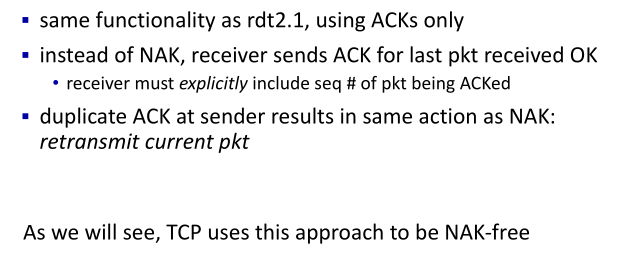 ▪ same functionality as rdt2.1, using ACKs only
▪ instead of NAK, receiver sends ACK for last pkt received OK
• receiver must explicitly include seq # of pkt being ACKed
▪ duplicate ACK at sender results in same action as NAK:
retransmit current pkt
As we will see, TCP uses this approach to be NAK-free